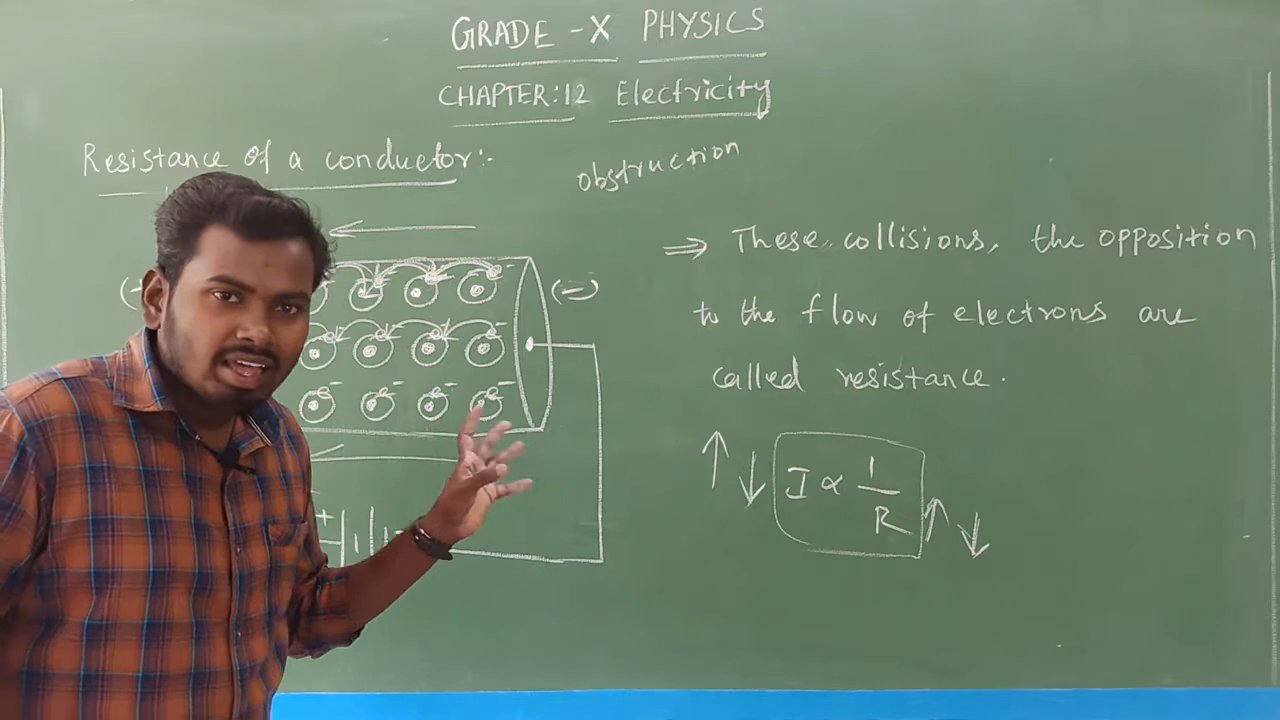 GRADE - X PHYSICS
CHAPTER:12 Electricity
Resistance of a conductor:-
obstruction
⇒ These collisions, the opposition
to the flow of electrons are
called resistance.
(-)
+
-
↑ ↓ I ∝ 1/R ↑ ↓